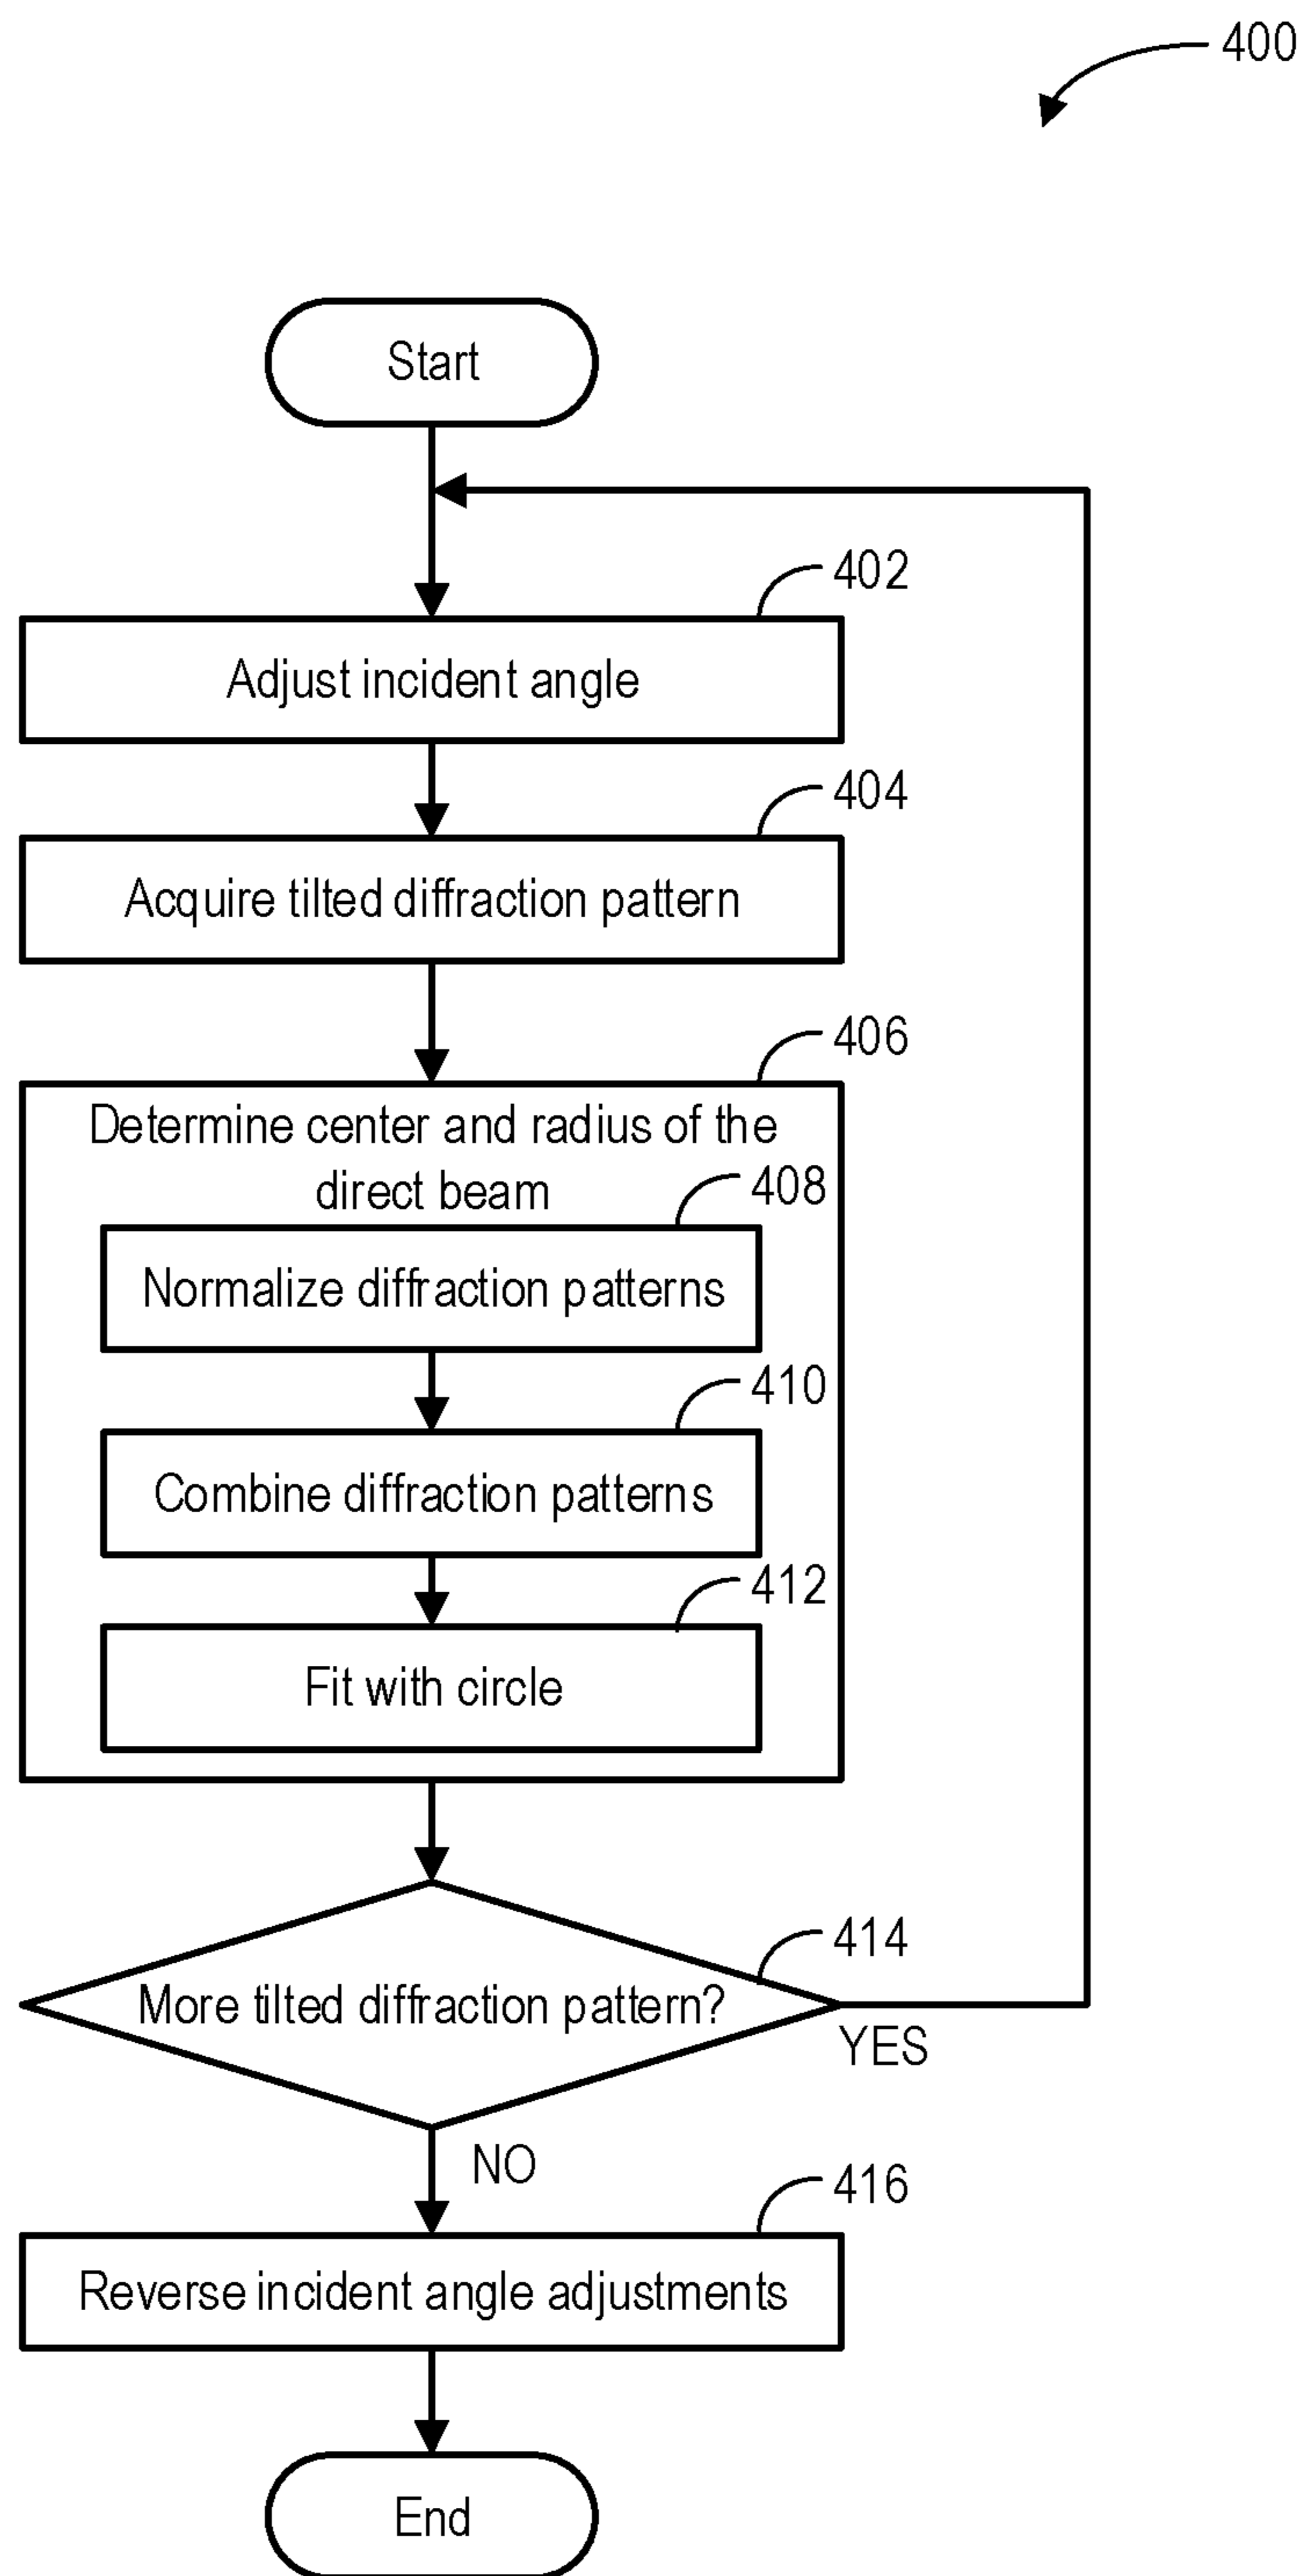 400
Start
402
Adjust incident angle
404
Acquire tilted diffraction pattern
406
Determine center and radius of the
direct beam
408
Normalize diffraction patterns
410
Combine diffraction patterns
412
Fit with circle
414
More tilted diffraction pattern?
YES
NO
416
Reverse incident angle adjustments
End